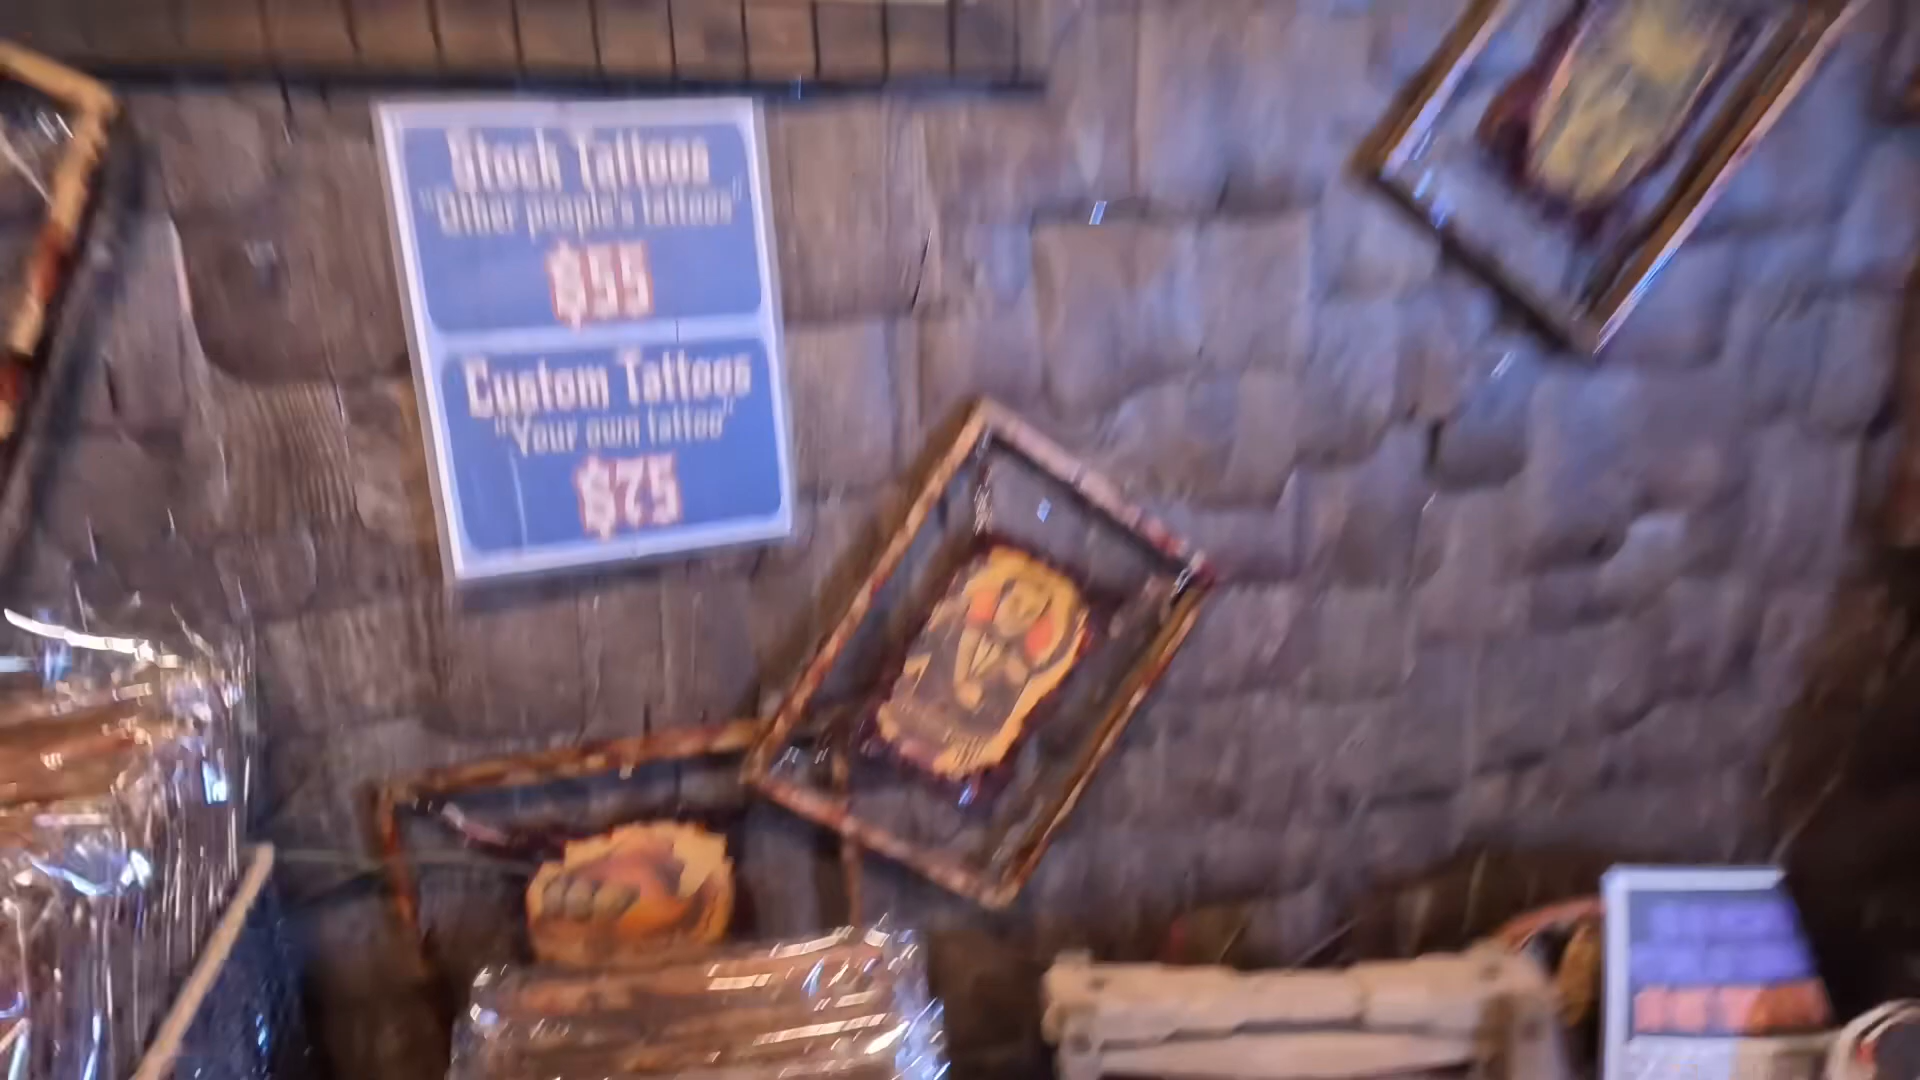 Stock Tattoos
"Other people's tattoos"
$55
Custom Tattoos
"Your own tattoo"
$75